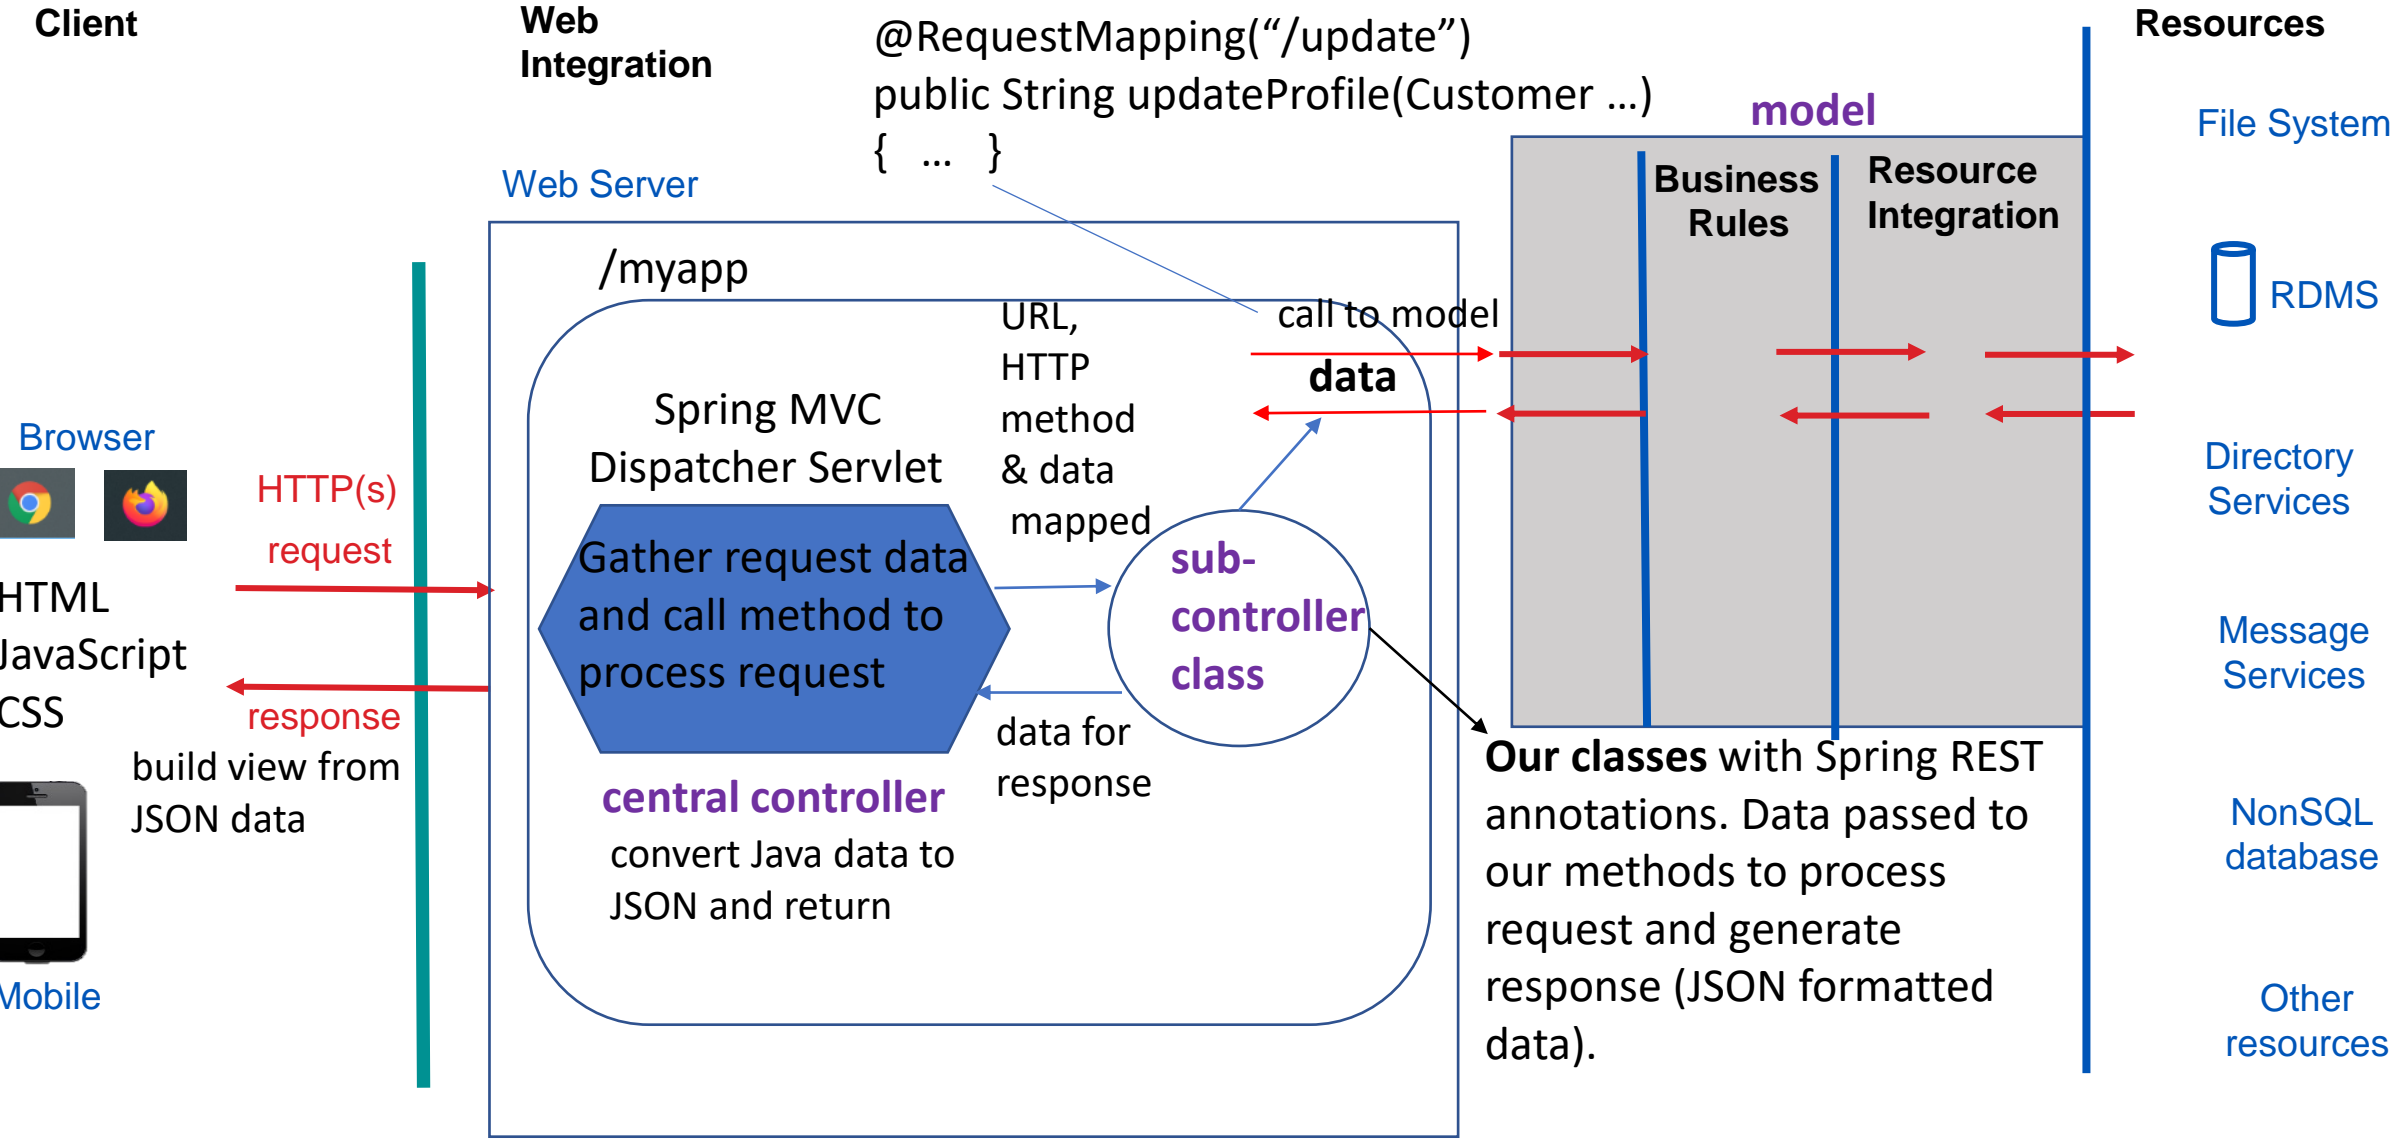 Client
Web
Integration
@RequestMapping(“/update”)
public String updateProfile(Customer …)
{   …   }
Resources
model
File System
Web Server
Business
Rules
Resource
Integration
/myapp
URL,
HTTP
method
& data
mapped
call to model
data
RDMS
Spring MVC
Dispatcher Servlet
Browser
HTTP(s)
request
Directory
Services
Gather request data
and call method to
process request
sub-
controller
class
HTML
JavaScript
CSS
Message
Services
response
build view from
JSON data
data for
response
central controller
convert Java data to
JSON and return
Our classes with Spring REST
annotations. Data passed to
our methods to process
request and generate
response (JSON formatted
data).
NonSQL
database
Mobile
Other
resources